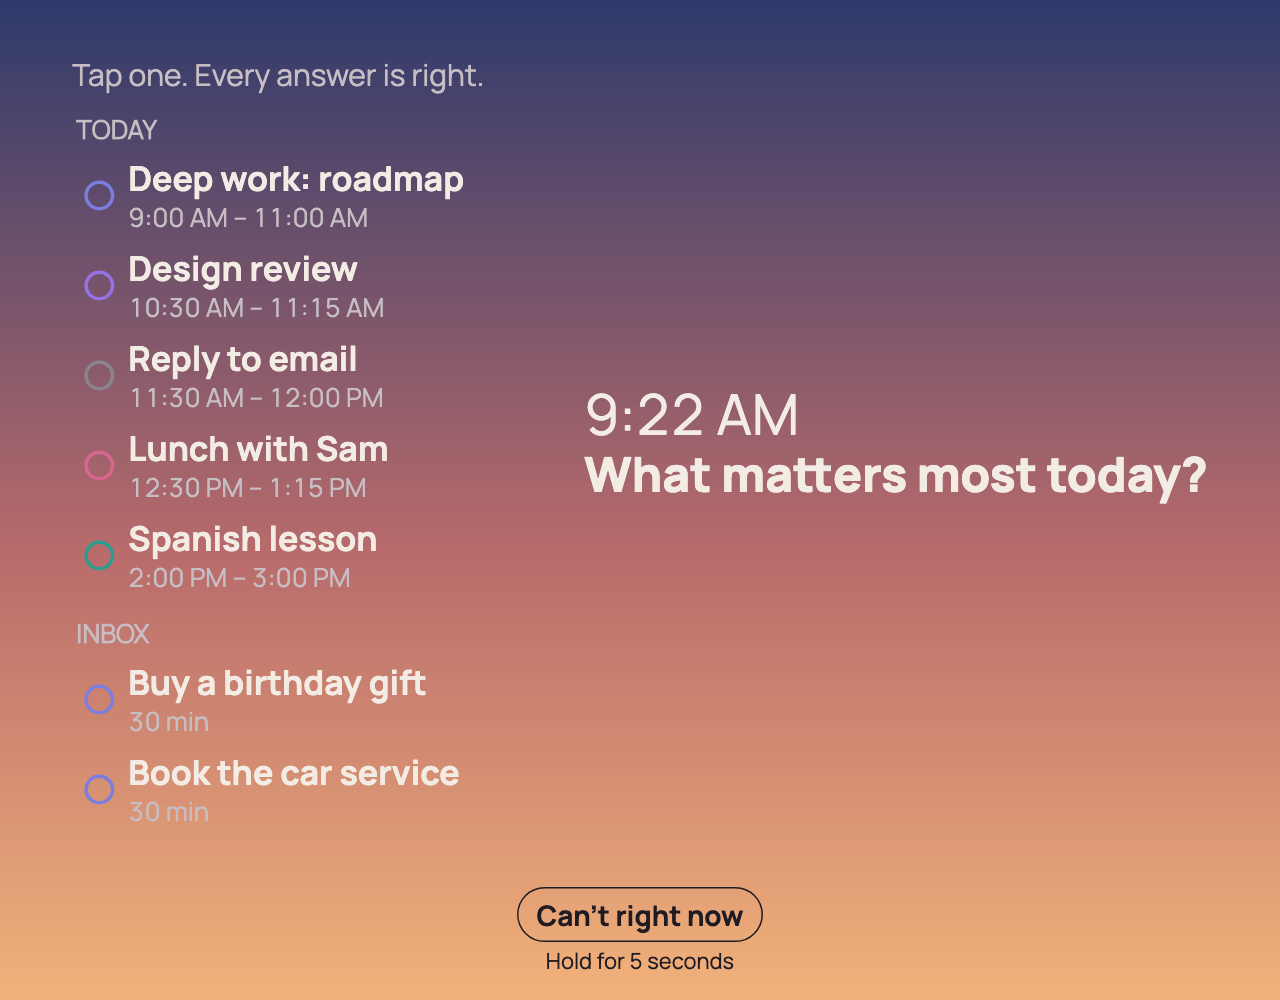 Tap one. Every answer is right.
TODAY
Deep work: roadmap
9:00 AM – 11:00 AM
Design review
10:30 AM – 11:15 AM
Reply to email
11:30 AM – 12:00 PM
Lunch with Sam
12:30 PM – 1:15 PM
Spanish lesson
2:00 PM – 3:00 PM
INBOX
Buy a birthday gift
30 min
Book the car service
30 min
9:22 AM
What matters most today?
Can’t right now
Hold for 5 seconds